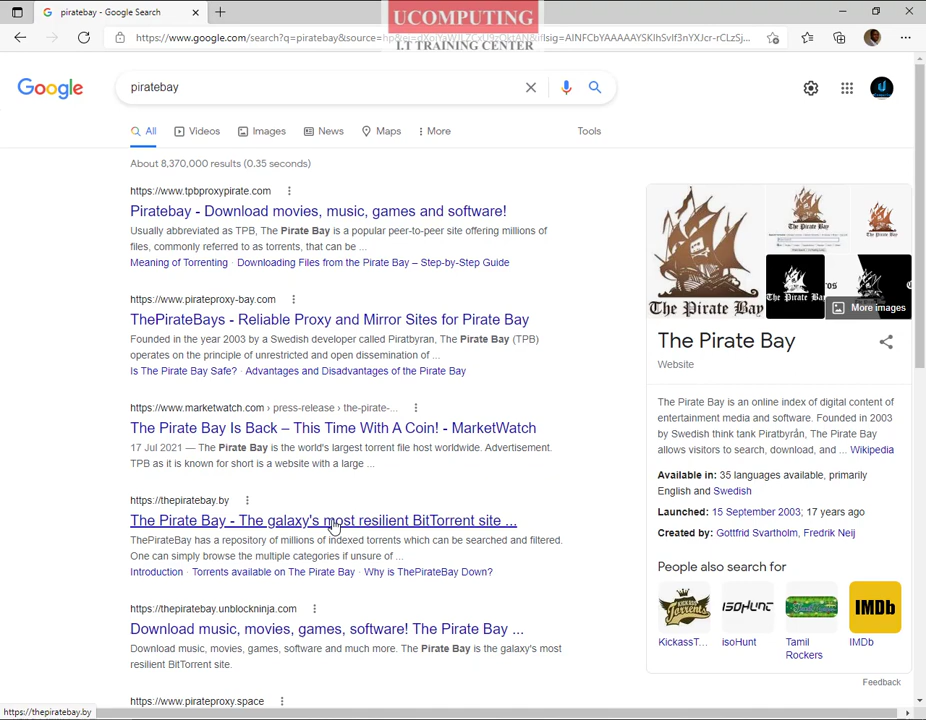 piratebay - Google Search
UCOMPUTING
I.T TRAINING CENTER
Google
piratebay
All
Videos
Images
News
Maps
More
Tools
About 8,370,000 results (0.35 seconds)
https://www.tpbproxypirate.com
Piratebay - Download movies, music, games and software!
Usually abbreviated as TPB, The Pirate Bay is a popular peer-to-peer site offering millions of
files, commonly referred to as torrents, that can be ...
Meaning of Torrenting · Downloading Files from the Pirate Bay – Step-by-Step Guide
https://www.pirateproxy-bay.com
ThePirateBays - Reliable Proxy and Mirror Sites for Pirate Bay
Founded in the year 2003 by a Swedish developer called Piratbyran, The Pirate Bay (TPB)
operates on the principle of unrestricted and open dissemination of ...
Is The Pirate Bay Safe? · Advantages and Disadvantages of the Pirate Bay
https://www.marketwatch.com › press-release › the-pirate-...
The Pirate Bay Is Back – This Time With A Coin! - MarketWatch
17 Jul 2021 — The Pirate Bay is the world's largest torrent file host worldwide. Advertisement.
TPB as it is known for short is a website with a large ...
https://thepiratebay.by
The Pirate Bay - The galaxy's most resilient BitTorrent site ...
ThePirateBay has a repository of millions of indexed torrents which can be searched and filtered.
One can simply browse the multiple categories if unsure of ...
Introduction · Torrents available on The Pirate Bay · Why is ThePirateBay Down?
https://thepiratebay.unblockninja.com
Download music, movies, games, software! The Pirate Bay ...
Download music, movies, games, software and much more. The Pirate Bay is the galaxy's most
resilient BitTorrent site.
https://www.pirateproxy.space
https://thepiratebay.by
The Pirate Bay
More images
The Pirate Bay
Website
The Pirate Bay is an online index of digital content of
entertainment media and software. Founded in 2003
by Swedish think tank Piratbyrån, The Pirate Bay
allows visitors to search, download, and ... Wikipedia
Available in: 35 languages available, primarily
English and Swedish
Launched: 15 September 2003; 17 years ago
Created by: Gottfrid Svartholm, Fredrik Neij
People also search for
KickassT...
isoHunt
Tamil
Rockers
IMDb
Feedback